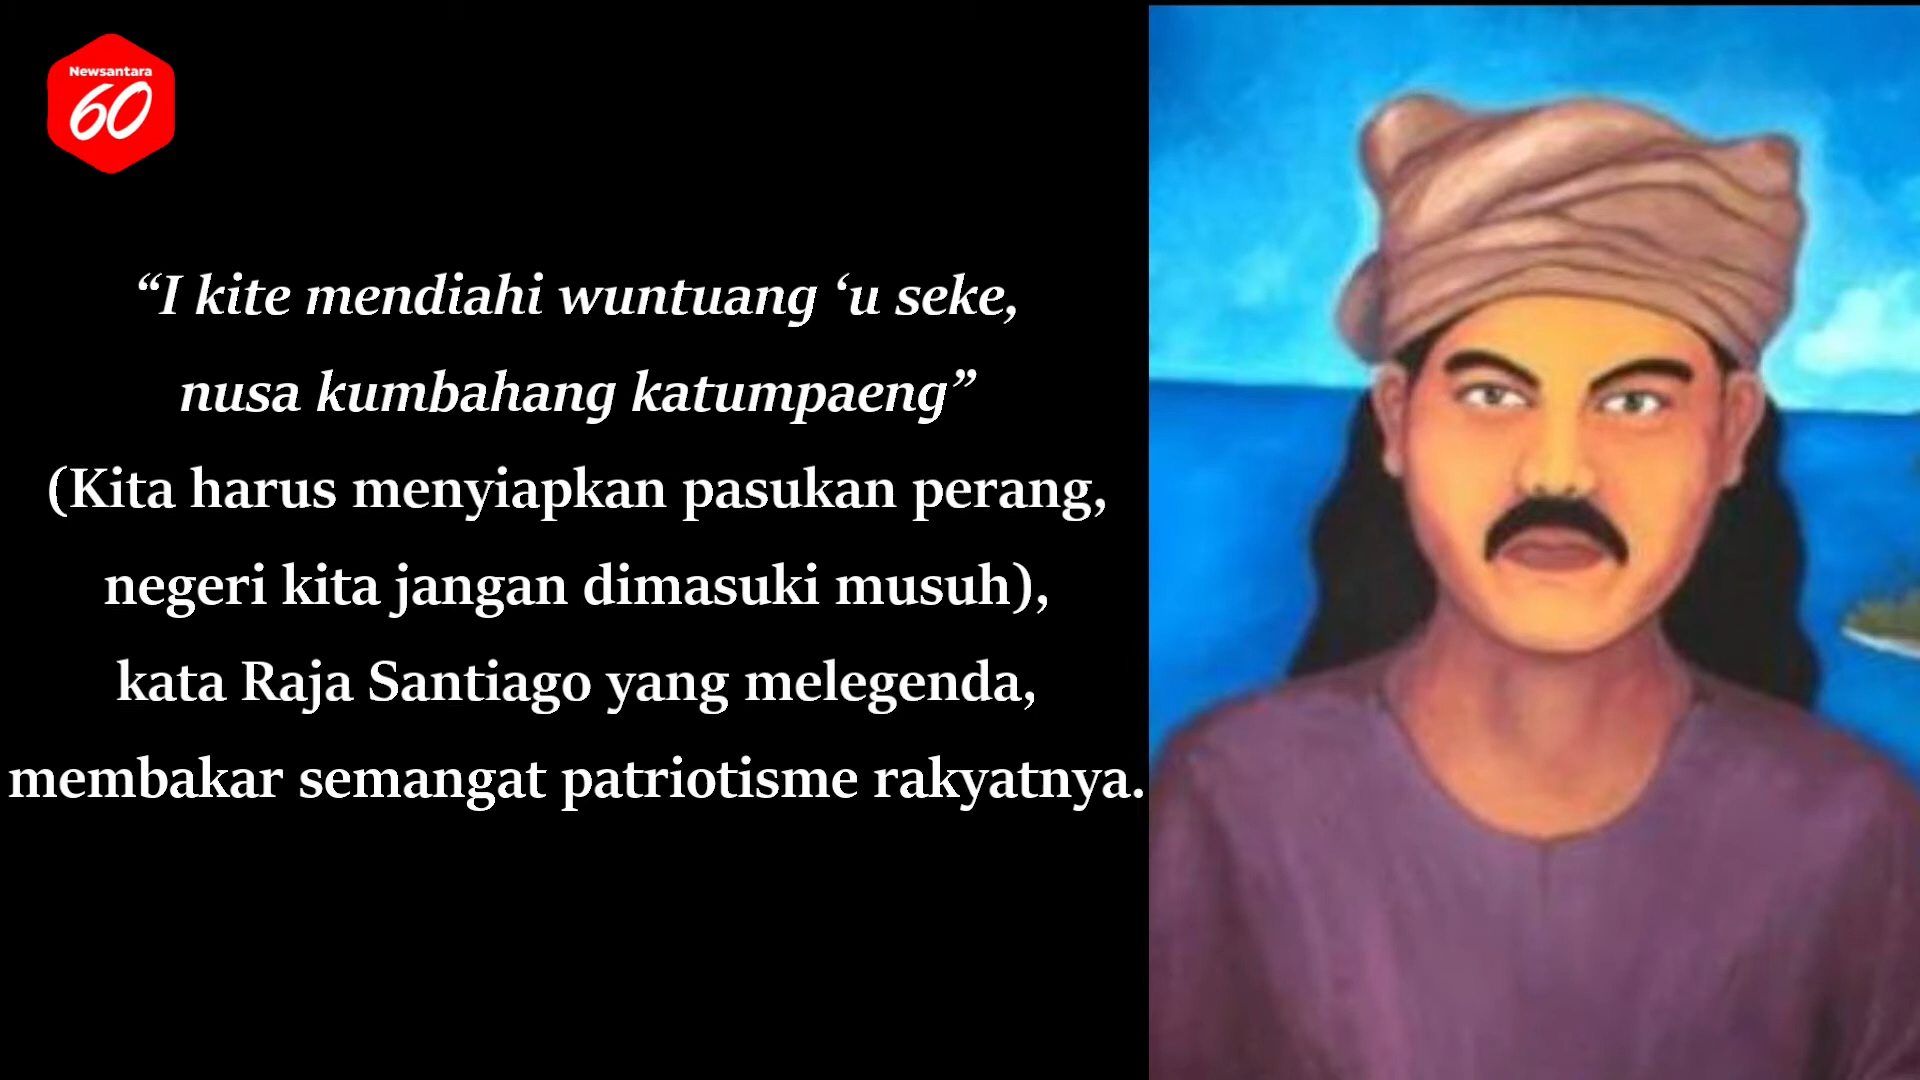 Newsantara
60
“I kite mendiahi wuntuang ‘u seke,
nusa kumbahang katumpaeng”
(Kita harus menyiapkan pasukan perang,
negeri kita jangan dimasuki musuh),
kata Raja Santiago yang melegenda,
membakar semangat patriotisme rakyatnya.